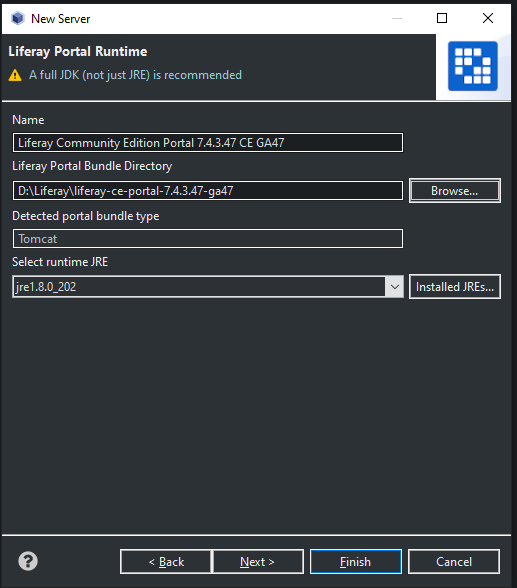 New Server
Liferay Portal Runtime
A full JDK (not just JRE) is recommended
Name
Liferay Community Edition Portal 7.4.3.47 CE GA47
Liferay Portal Bundle Directory
D:\Liferay\liferay-ce-portal-7.4.3.47-ga47
Browse...
Detected portal bundle type
Tomcat
Select runtime JRE
jre1.8.0_202
Installed JREs...
?
< Back
Next >
Finish
Cancel